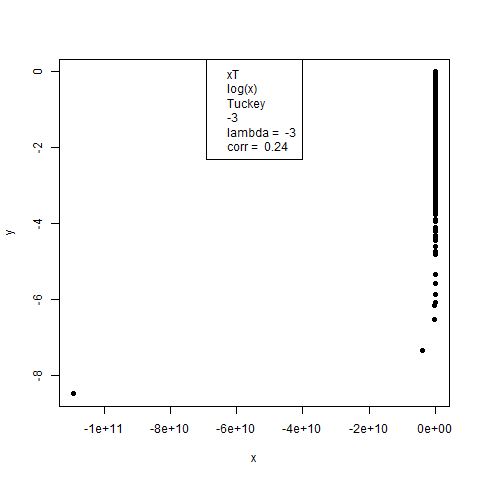 xT
log(x)
Tuckey
-3
lambda = -3
corr = 0.24
0
-2
-4
-6
-8
y
-1e+11
-8e+10
-6e+10
-4e+10
-2e+10
0e+00
x